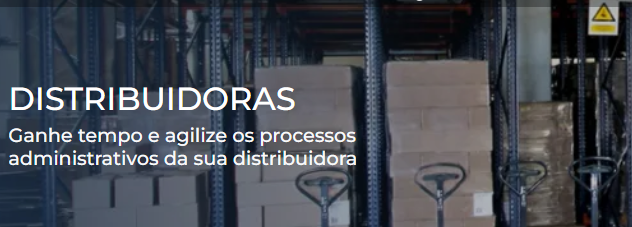 DISTRIBUIDORAS
Ganhe tempo e agilize os processos
administrativos da sua distribuidora